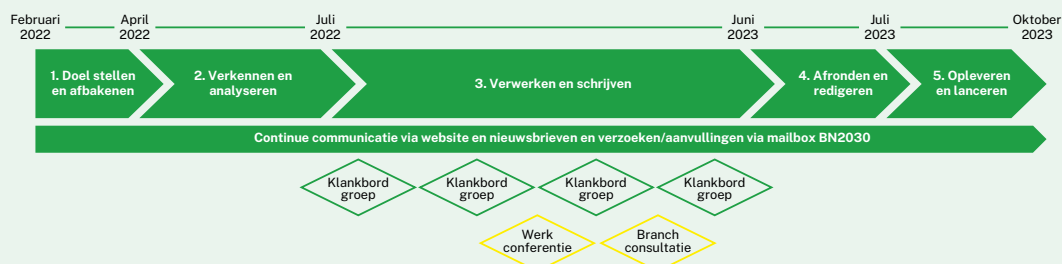 Februari
2022
April
2022
Juli
2022
Juni
2023
Juli
2023
Oktober
2023
1. Doel stellen
en afbakenen
2. Verkennen en
analyseren
3. Verwerken en schrijven
4. Afronden en
redigeren
5. Opleveren
en lanceren
Continue communicatie via website en nieuwsbrieven en verzoeken/aanvullingen via mailbox BN2030
Klankbord
groep
Klankbord
groep
Klankbord
groep
Klankbord
groep
Werk
conferentie
Branch
consultatie